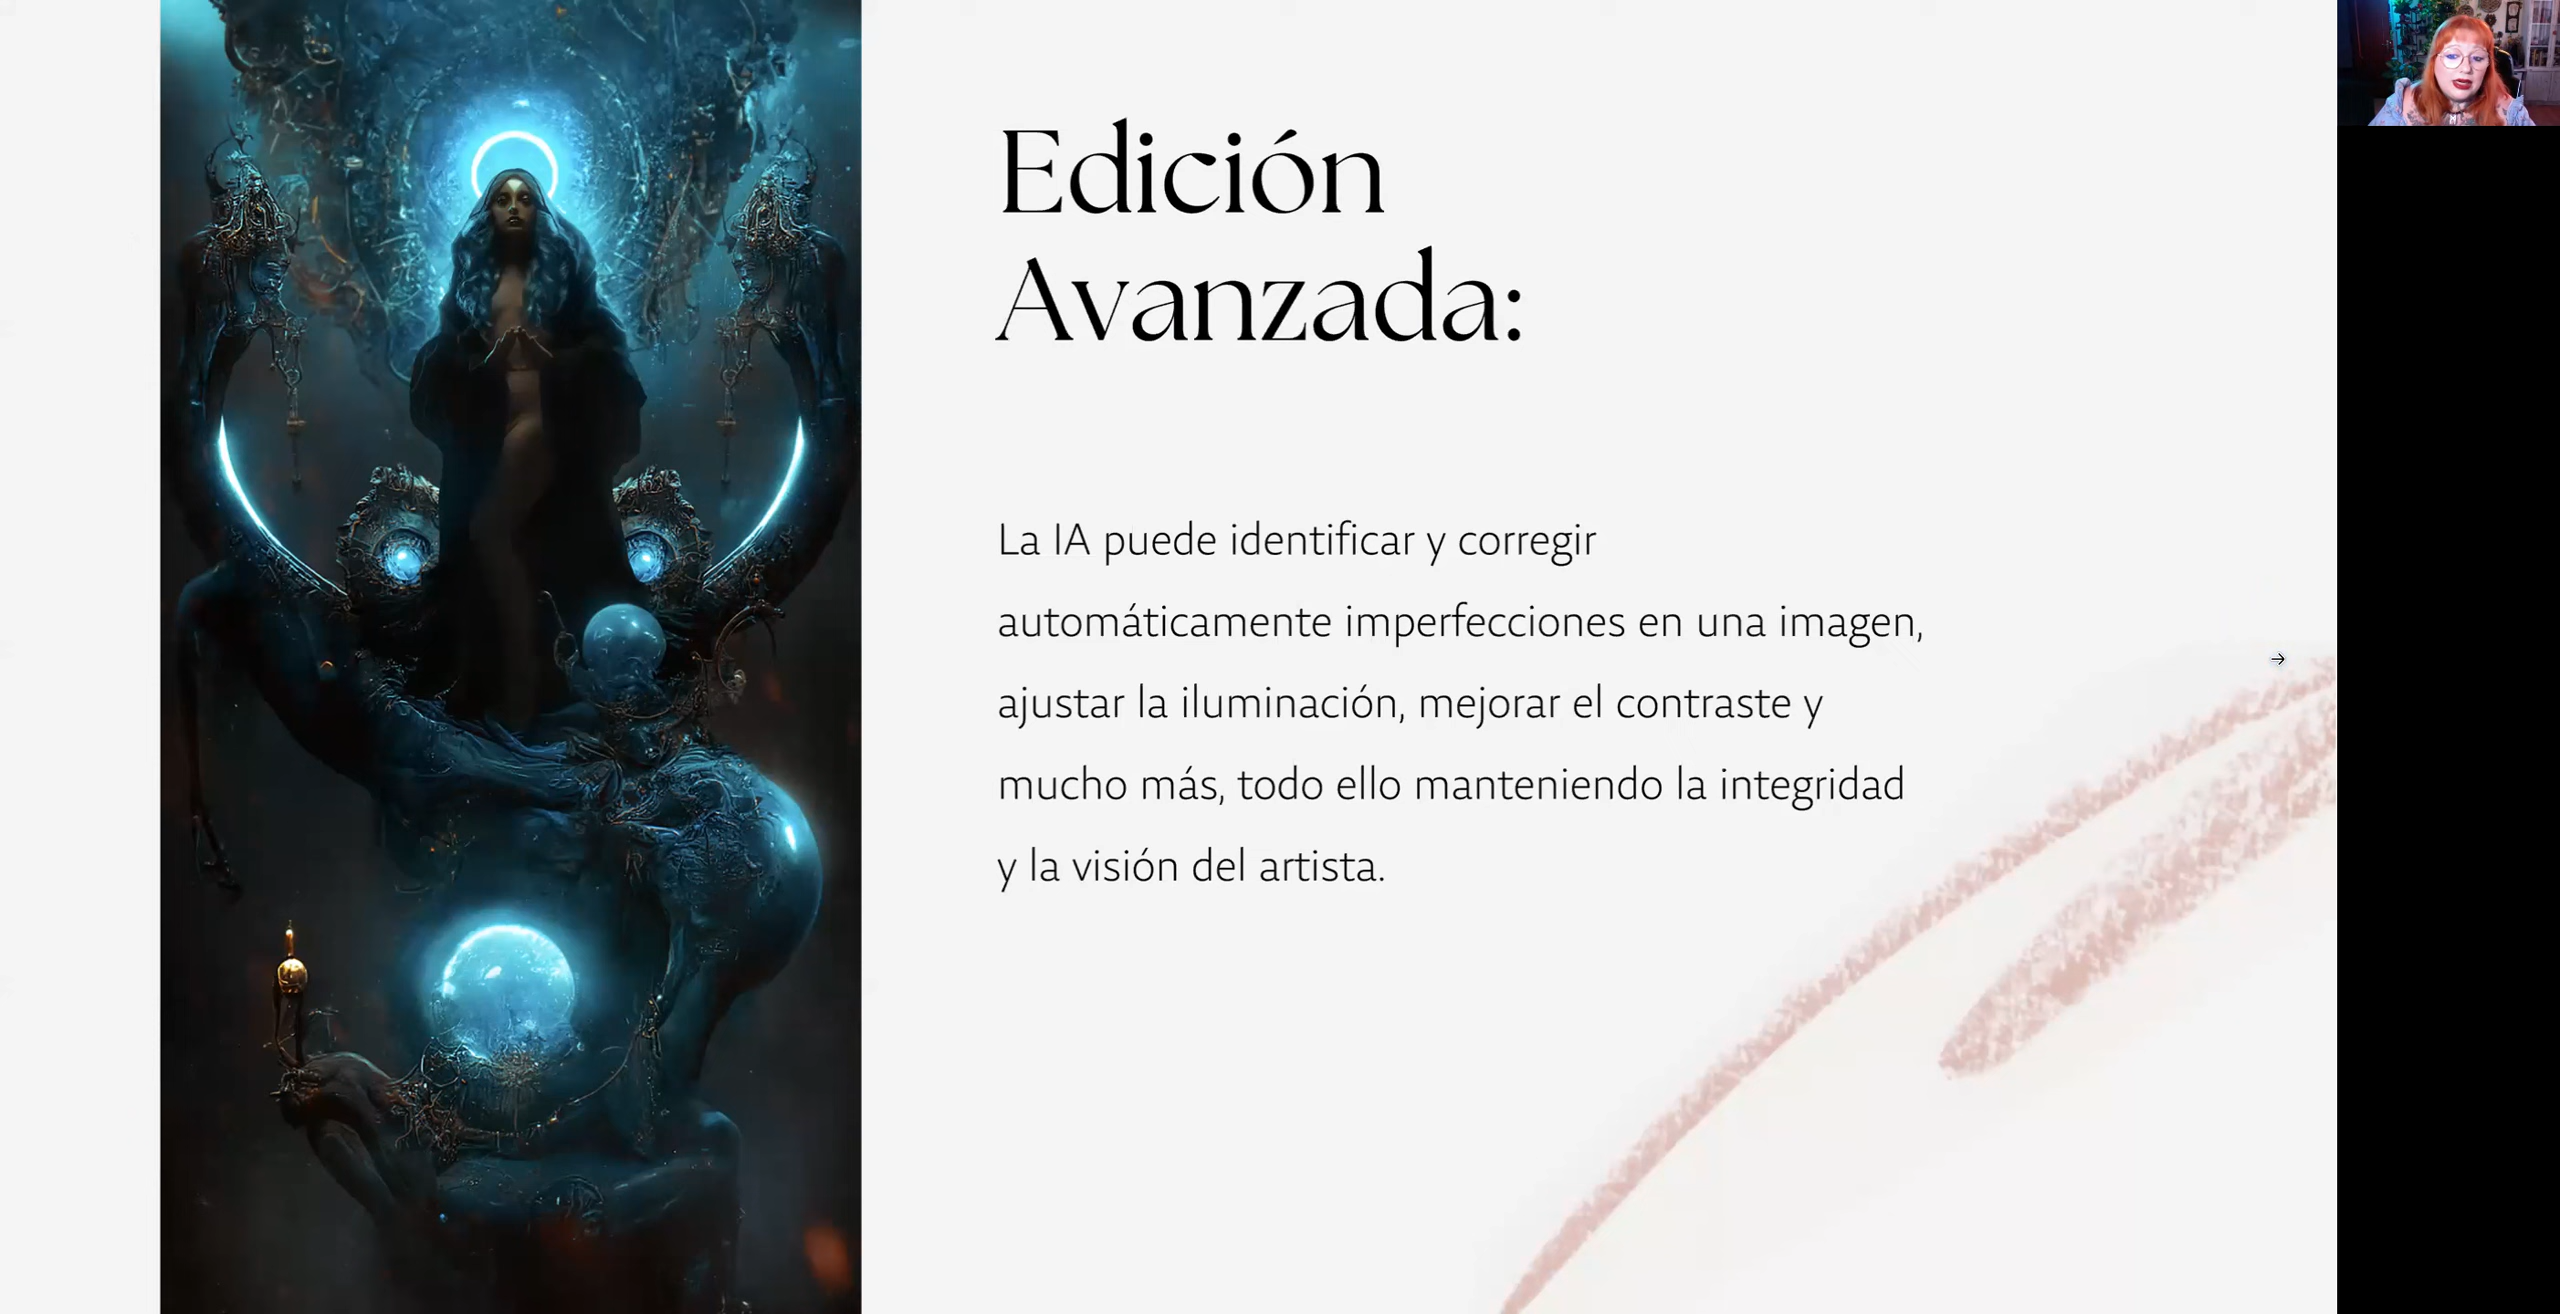 Edición
Avanzada:
La IA puede identificar y corregir
automáticamente imperfecciones en una imagen,
ajustar la iluminación, mejorar el contraste y
mucho más, todo ello manteniendo la integridad
y la visión del artista.